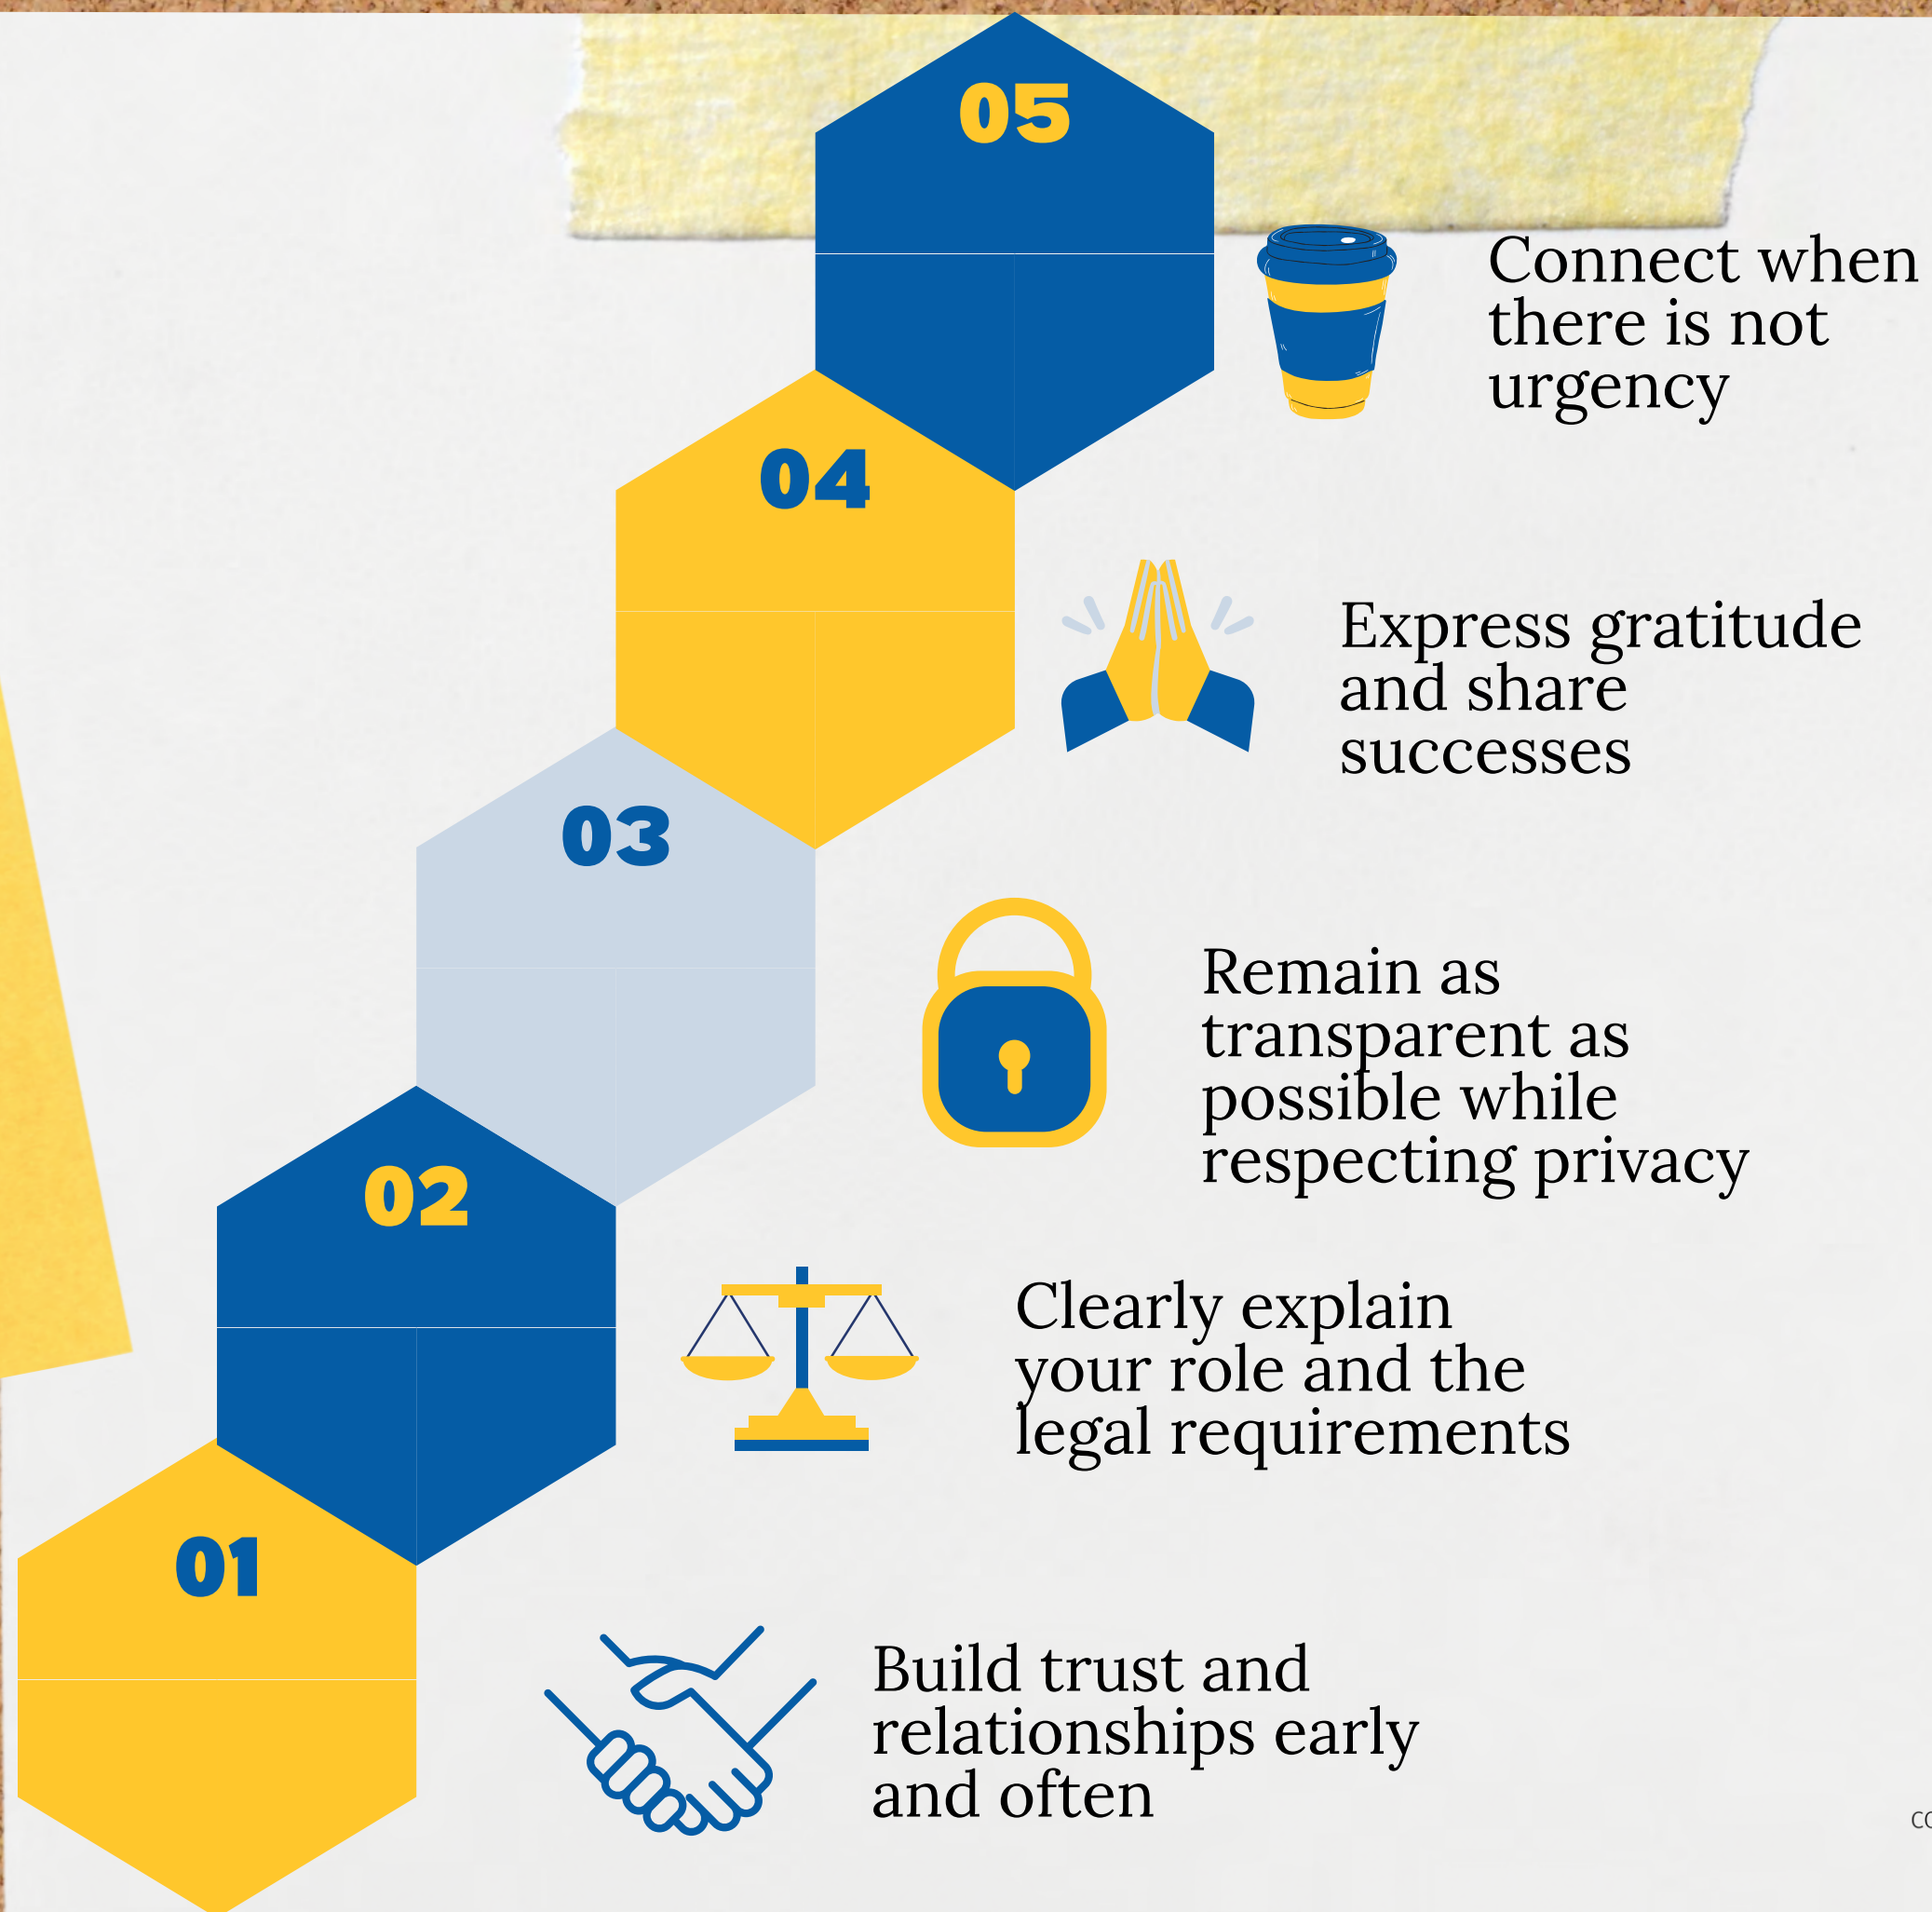 05
Connect when
there is not
urgency
04
Express gratitude
and share
successes
03
Remain as
transparent as
possible while
respecting privacy
02
Clearly explain
your role and the
legal requirements
01
Build trust and
relationships early
and often